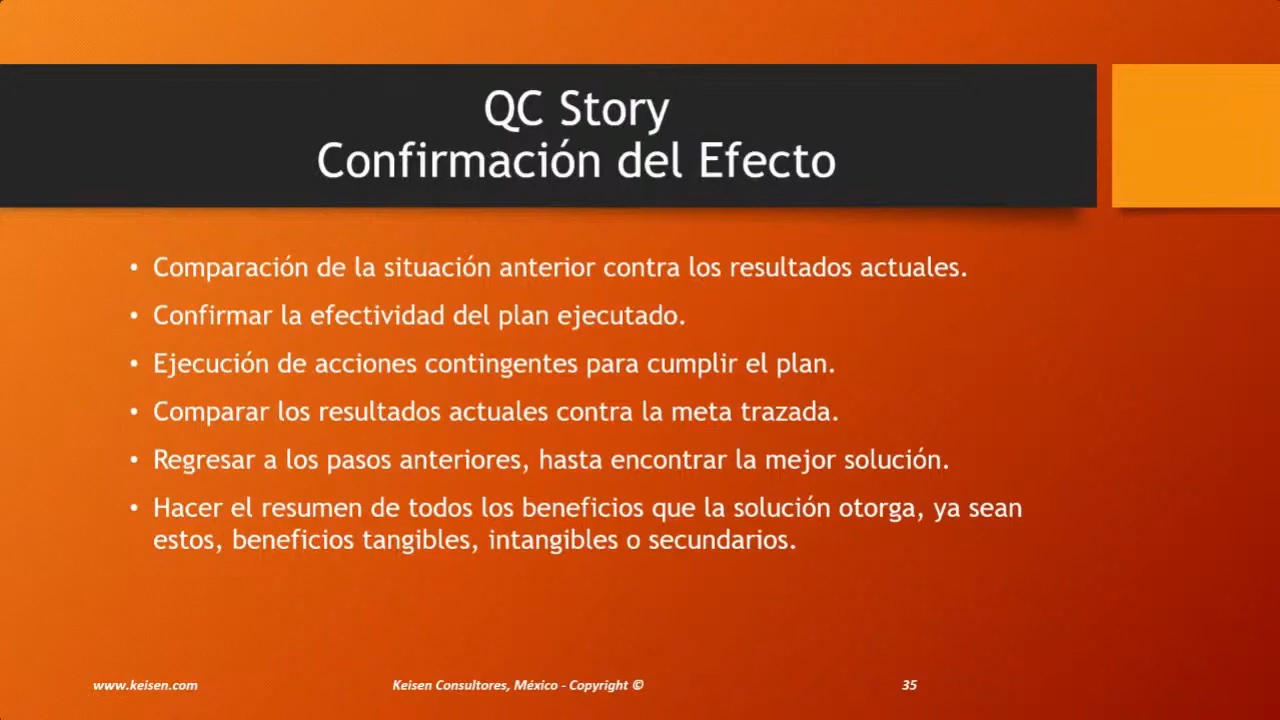 QC Story
Confirmación del Efecto
• Comparación de la situación anterior contra los resultados actuales.
• Confirmar la efectividad del plan ejecutado.
• Ejecución de acciones contingentes para cumplir el plan.
• Comparar los resultados actuales contra la meta trazada.
• Regresar a los pasos anteriores, hasta encontrar la mejor solución.
• Hacer el resumen de todos los beneficios que la solución otorga, ya sean
estos, beneficios tangibles, intangibles o secundarios.
www.keisen.com
Keisen Consultores, México - Copyright ©
35